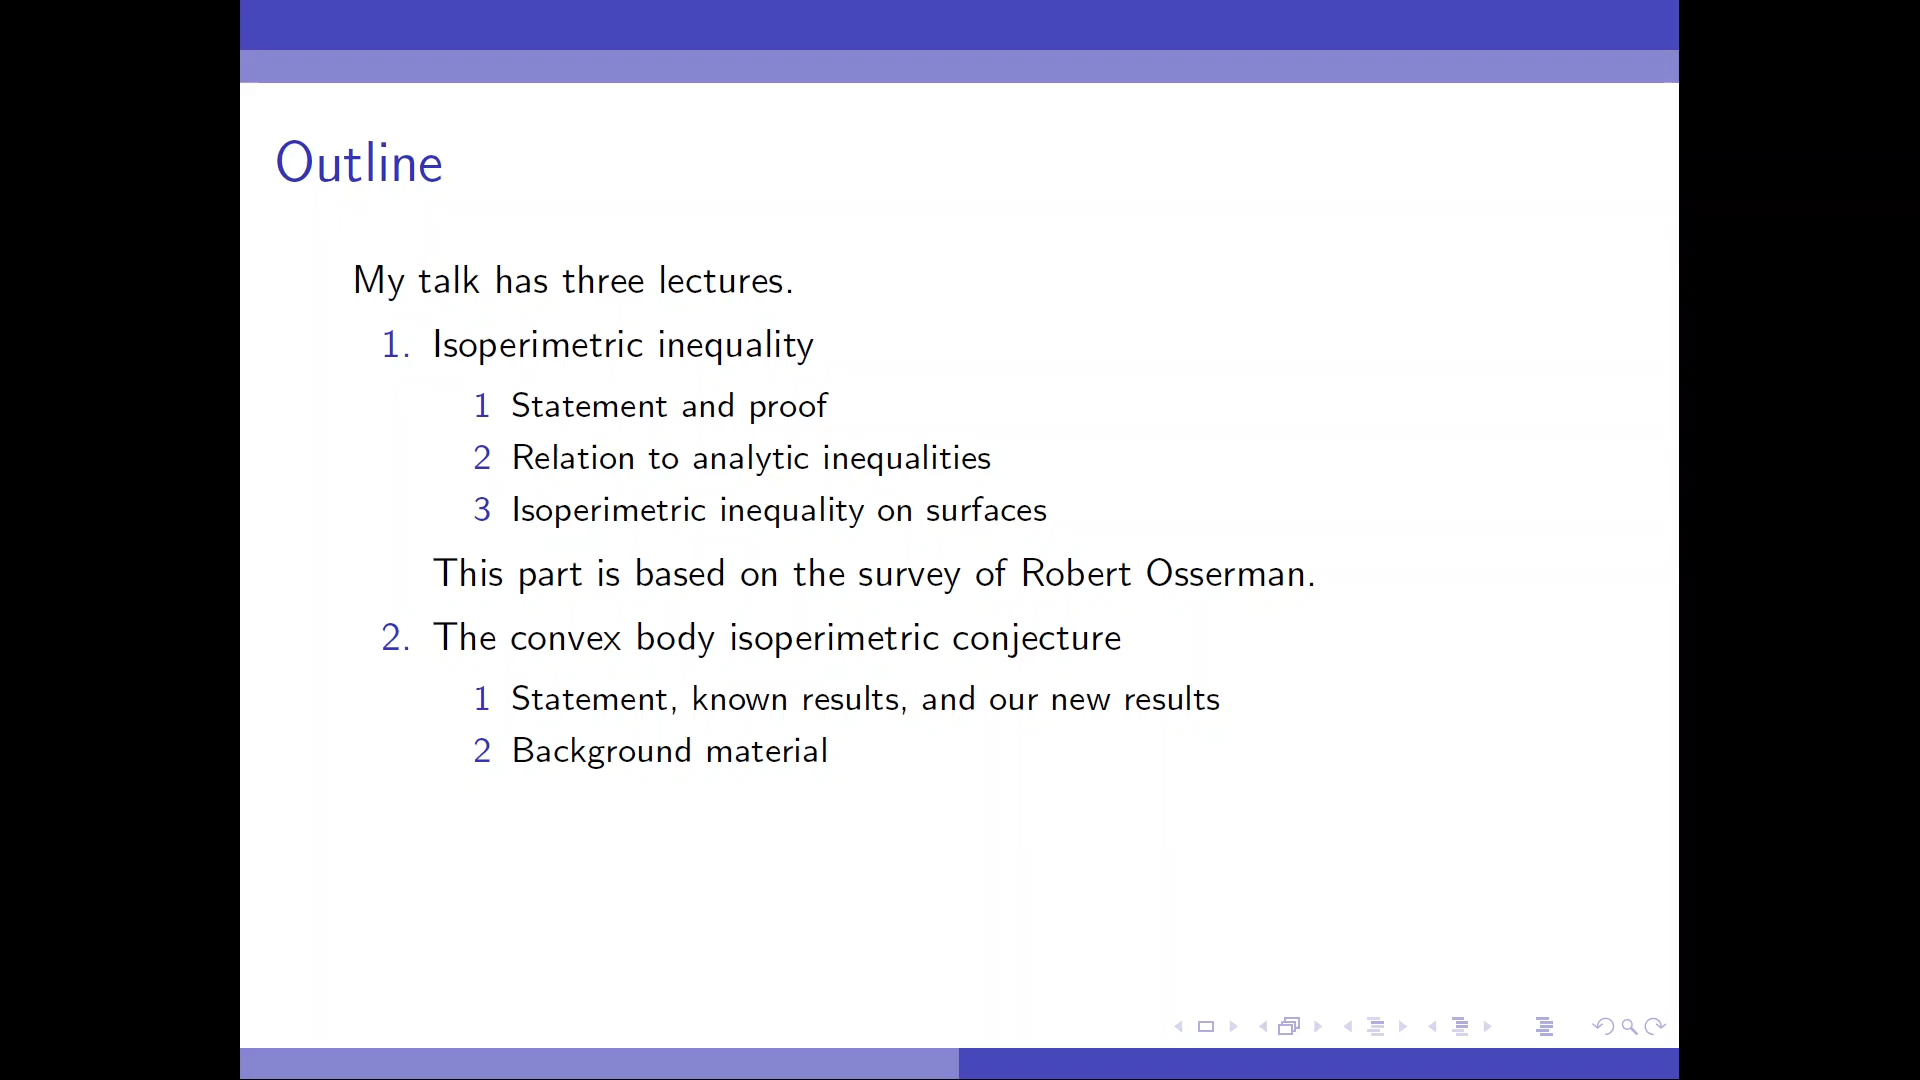 Outline
My talk has three lectures.
1. Isoperimetric inequality
1 Statement and proof
2 Relation to analytic inequalities
3 Isoperimetric inequality on surfaces
This part is based on the survey of Robert Osserman.
2. The convex body isoperimetric conjecture
1 Statement, known results, and our new results
2 Background material